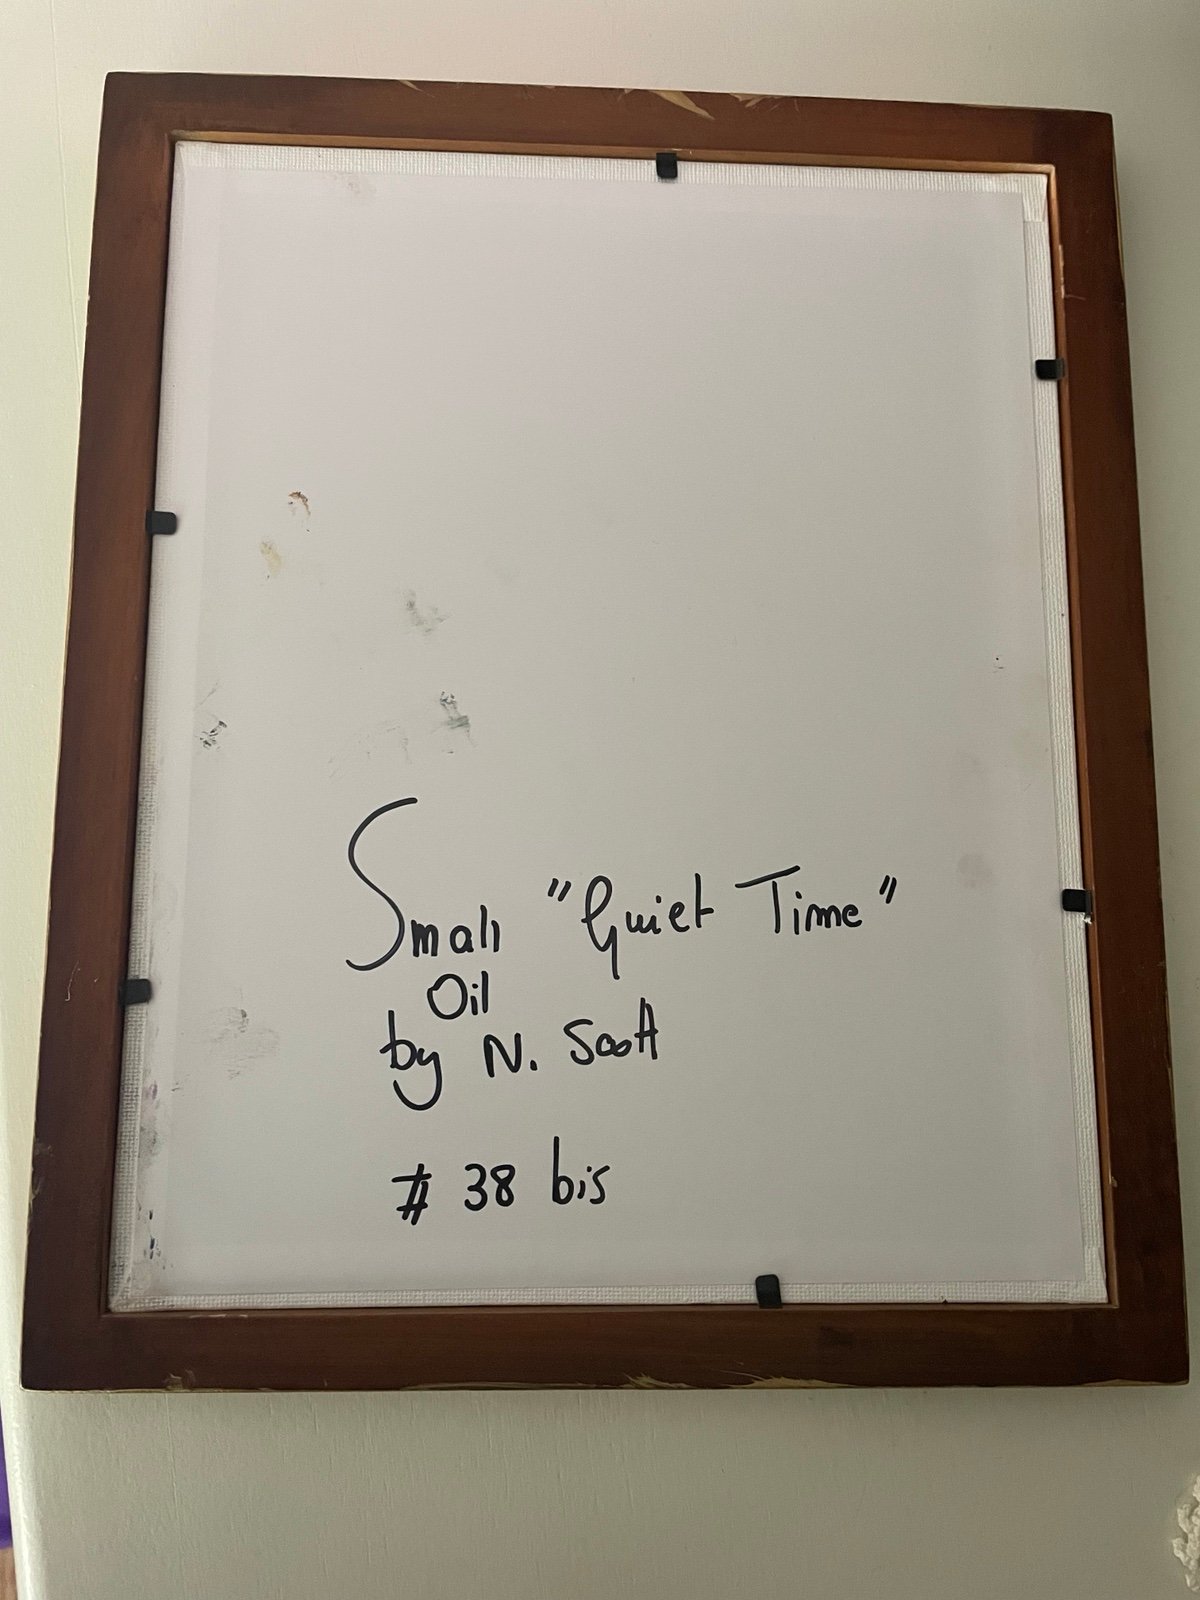 Small "Quiet Time"
Oil
by N. Scott
# 38 bis